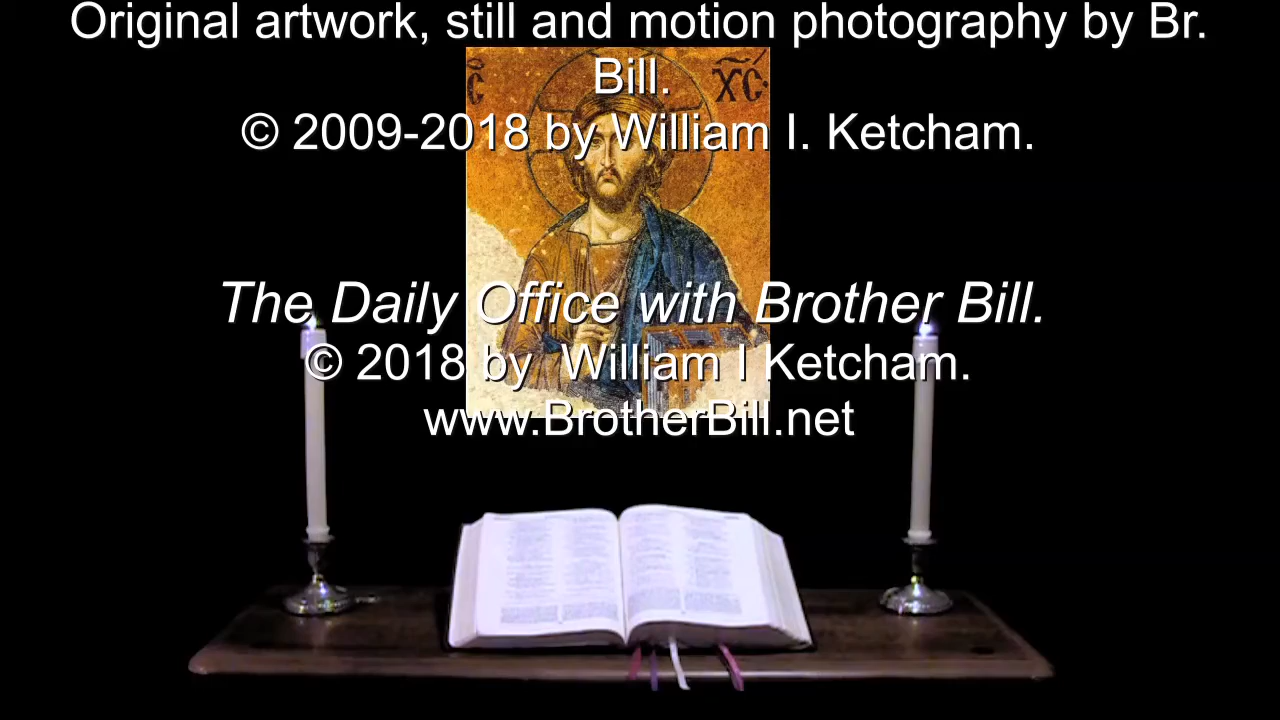 Original artwork, still and motion photography by Br.
Bill.
© 2009-2018 by William I. Ketcham.
The Daily Office with Brother Bill.
© 2018 by William I Ketcham.
www.BrotherBill.net
XC